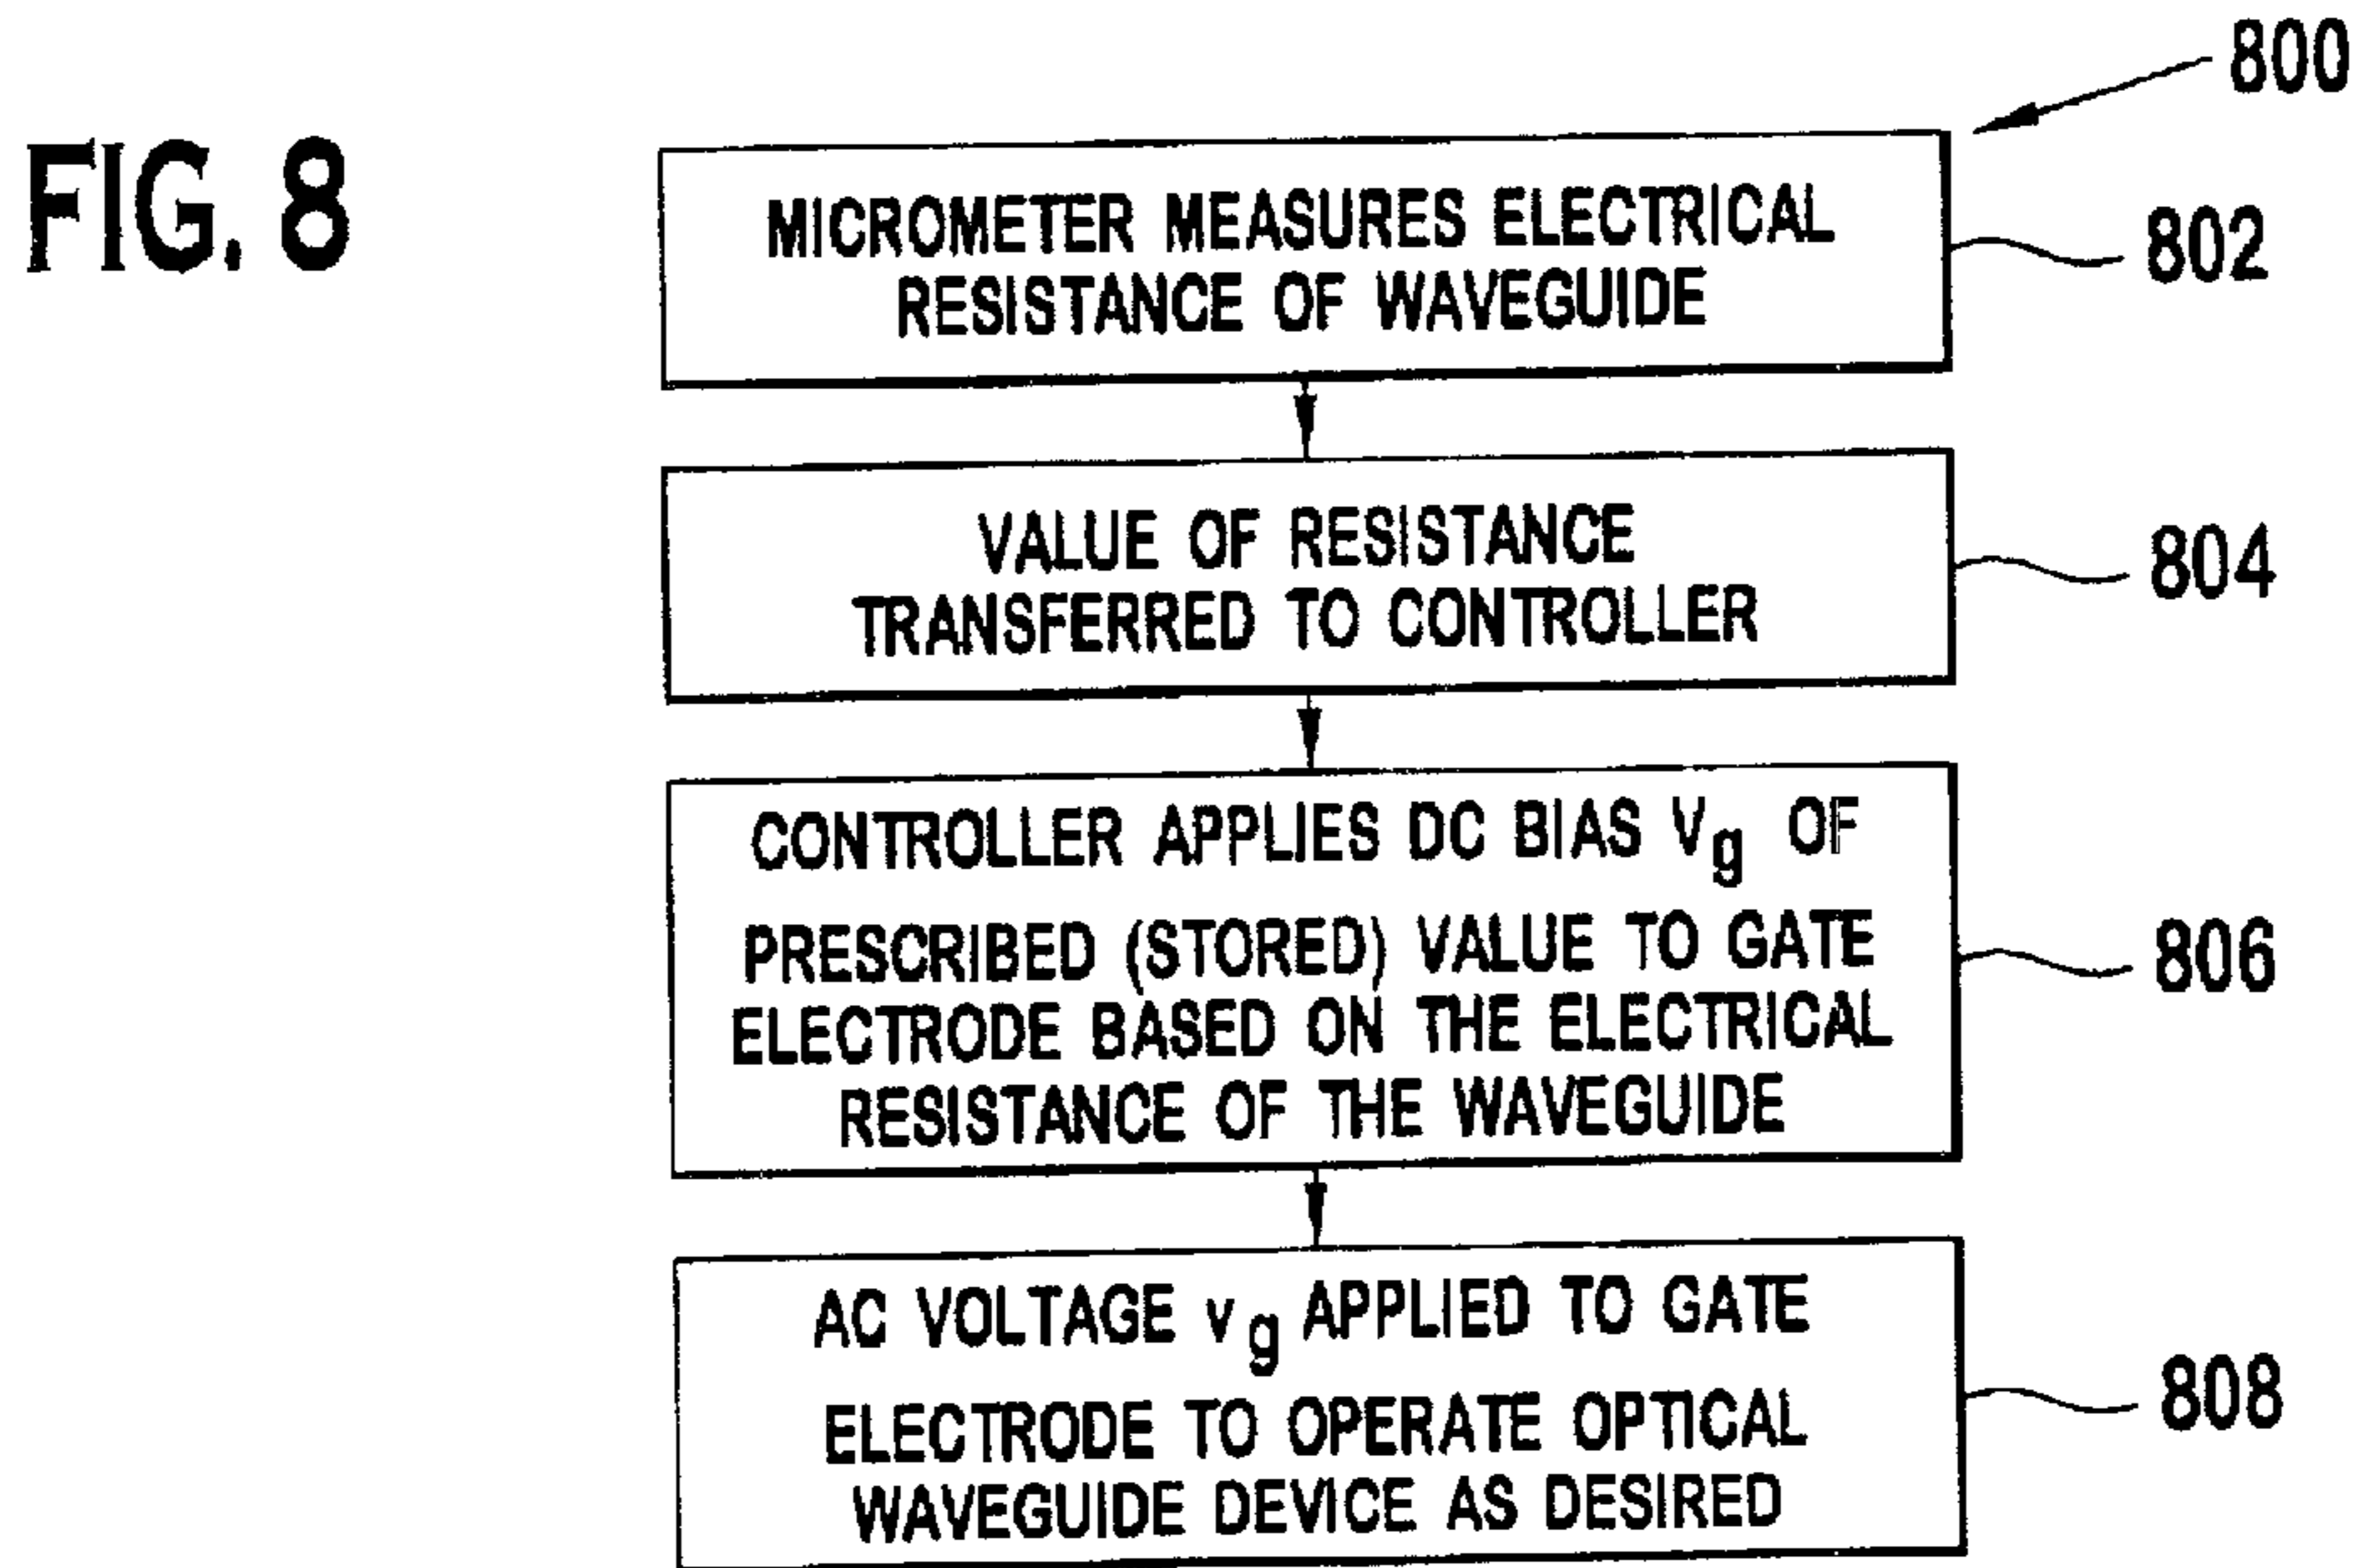 FIG. 8
800
MICROMETER MEASURES ELECTRICAL
RESISTANCE OF WAVEGUIDE
802
VALUE OF RESISTANCE
TRANSFERRED TO CONTROLLER
804
CONTROLLER APPLIES DC BIAS Vg OF
PRESCRIBED (STORED) VALUE TO GATE
ELECTRODE BASED ON THE ELECTRICAL
RESISTANCE OF THE WAVEGUIDE
806
AC VOLTAGE vg APPLIED TO GATE
ELECTRODE TO OPERATE OPTICAL
WAVEGUIDE DEVICE AS DESIRED
808